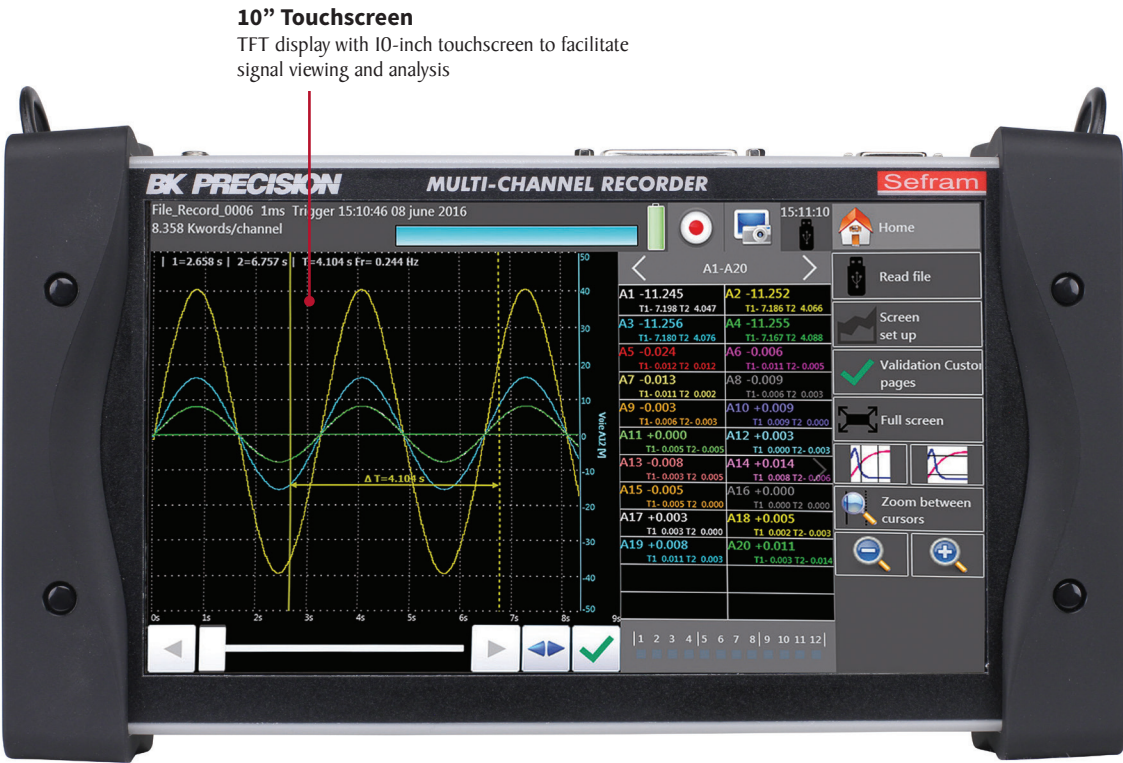 10” Touchscreen
TFT display with 10-inch touchscreen to facilitate
signal viewing and analysis
BK PRECISION
MULTI-CHANNEL RECORDER
Sefram
File_Record_0006 1ms Trigger 15:10:46 08 june 2016
8.358 Kwords/channel
15:11:10
Home
| 1=2.658 s | 2=6.757 s | T=4.104 s Fr= 0.244 Hz
50
30
20
10
0
-10
-20
-30
-40
-50
ΔT=4.104 s
0s 1s 2s 3s 4s 5s 6s 7s 8s 9s
A1-A20
A1 -11.245
T1- 7.198 T2 4.047
A2 -11.252
T1- 7.186 T2 4.066
A3 -11.256
T1- 7.180 T2 4.076
A4 -11.255
T1- 7.167 T2 4.088
A5 -0.024
T1- 0.012 T2 0.012
A6 -0.006
T1- 0.011 T2- 0.005
A7 -0.013
T1- 0.011 T2 0.002
A8 -0.009
T1- 0.006 T2 0.003
A9 -0.003
T1- 0.006 T2- 0.003
A10 +0.009
T1 0.009 T2 0.000
A11 +0.000
T1- 0.005 T2- 0.005
A12 +0.003
T1 0.000 T2- 0.003
A13 -0.008
T1- 0.003 T2 0.005
A14 +0.014
T1 0.008 T2- 0.006
A15 -0.005
T1- 0.005 T2 0.000
A16 +0.000
T1 0.000 T2 0.000
A17 +0.003
T1 0.003 T2 0.000
A18 +0.005
T1 0.002 T2- 0.003
A19 +0.008
T1 0.011 T2 0.003
A20 +0.011
T1- 0.003 T2- 0.014
|1 2 3 4|5 6 7 8|9 10 11 12|
Read file
Screen
set up
Validation Custor
pages
Full screen
Zoom between
cursors